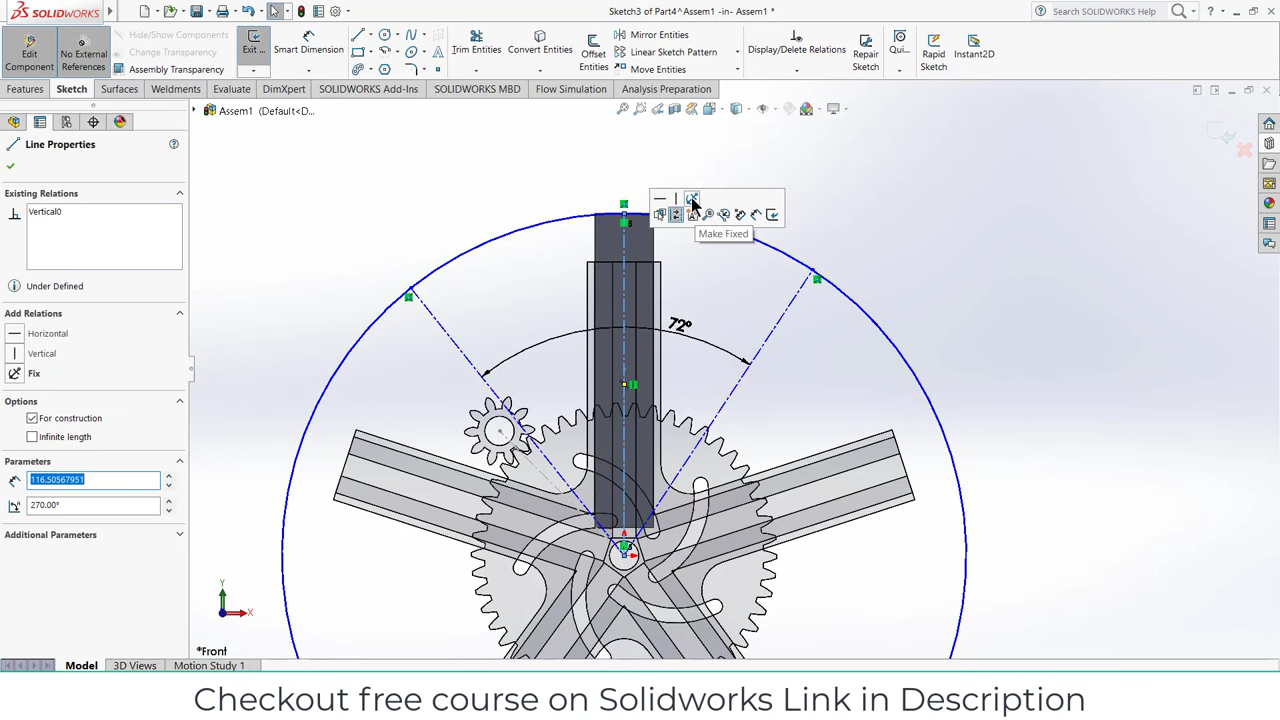 SOLIDWORKS
Sketch3 of Part4^Assem1 -in- Assem1 *
Search SOLIDWORKS Help
Edit Component
No External References
Hide/Show Components
Change Transparency
Assembly Transparency
Exit ...
Smart Dimension
Trim Entities
Convert Entities
Offset Entities
Mirror Entities
Linear Sketch Pattern
Move Entities
Display/Delete Relations
Repair Sketch
Qui...
Rapid Sketch
Instant2D
Features
Sketch
Surfaces
Weldments
Evaluate
DimXpert
SOLIDWORKS Add-Ins
SOLIDWORKS MBD
Flow Simulation
Analysis Preparation
Assem1 (Default<D...
Line Properties
Existing Relations
Vertical0
Under Defined
Add Relations
Horizontal
Vertical
Fix
Options
For construction
Infinite length
Parameters
116.50567951
270.00°
Additional Parameters
Make Fixed
72°
Y
X
*Front
Model
3D Views
Motion Study 1
Checkout free course on Solidworks Link in Description